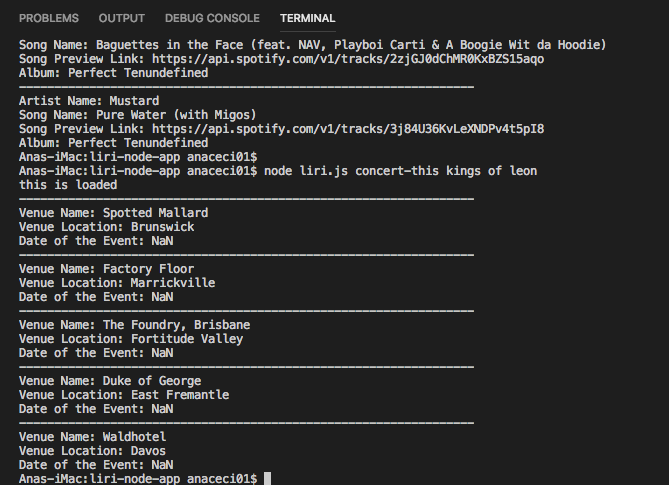 PROBLEMS OUTPUT DEBUG CONSOLE TERMINAL
Song Name: Baguettes in the Face (feat. NAV, Playboi Carti & A Boogie Wit da Hoodie)
Song Preview Link: https://api.spotify.com/v1/tracks/2zjGJ0dChMR0KxBZS15aqo
Album: Perfect Tenundefined
Artist Name: Mustard
Song Name: Pure Water (with Migos)
Song Preview Link: https://api.spotify.com/v1/tracks/3j84U36KvLeXNDPv4t5pI8
Album: Perfect Tenundefined
Anas-iMac:liri-node-app anaceci01$
Anas-iMac:liri-node-app anaceci01$ node liri.js concert-this kings of leon
this is loaded
Venue Name: Spotted Mallard
Venue Location: Brunswick
Date of the Event: NaN
Venue Name: Factory Floor
Venue Location: Marrickville
Date of the Event: NaN
Venue Name: The Foundry, Brisbane
Venue Location: Fortitude Valley
Date of the Event: NaN
Venue Name: Duke of George
Venue Location: East Fremantle
Date of the Event: NaN
Venue Name: Waldhotel
Venue Location: Davos
Date of the Event: NaN
Anas-iMac:liri-node-app anaceci01$